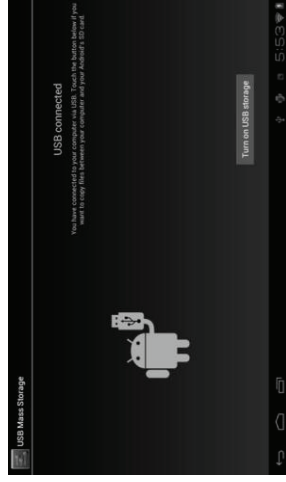 USB Mass Storage
USB connected
You have connected to your computer via USB. Touch the button below if you
want to copy files between your computer and your Android's SD card.
Turn on USB storage
5:53